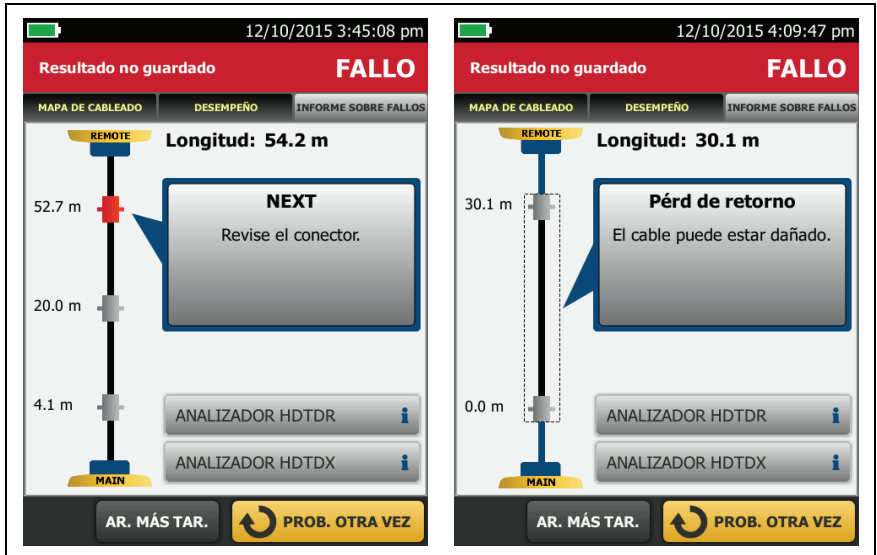 12/10/2015 3:45:08 pm
Resultado no guardado FALLO
MAPA DE CABLEADO DESEMPEÑO INFORME SOBRE FALLOS
REMOTE
Longitud: 54.2 m
52.7 m
NEXT
Revise el conector.
20.0 m
4.1 m
ANALIZADOR HDTDR i
ANALIZADOR HDTDX i
MAIN
AR. MÁS TAR. PROB. OTRA VEZ
12/10/2015 4:09:47 pm
Resultado no guardado FALLO
MAPA DE CABLEADO DESEMPEÑO INFORME SOBRE FALLOS
REMOTE
Longitud: 30.1 m
30.1 m
Pérd de retorno
El cable puede estar dañado.
0.0 m
ANALIZADOR HDTDR i
ANALIZADOR HDTDX i
MAIN
AR. MÁS TAR. PROB. OTRA VEZ